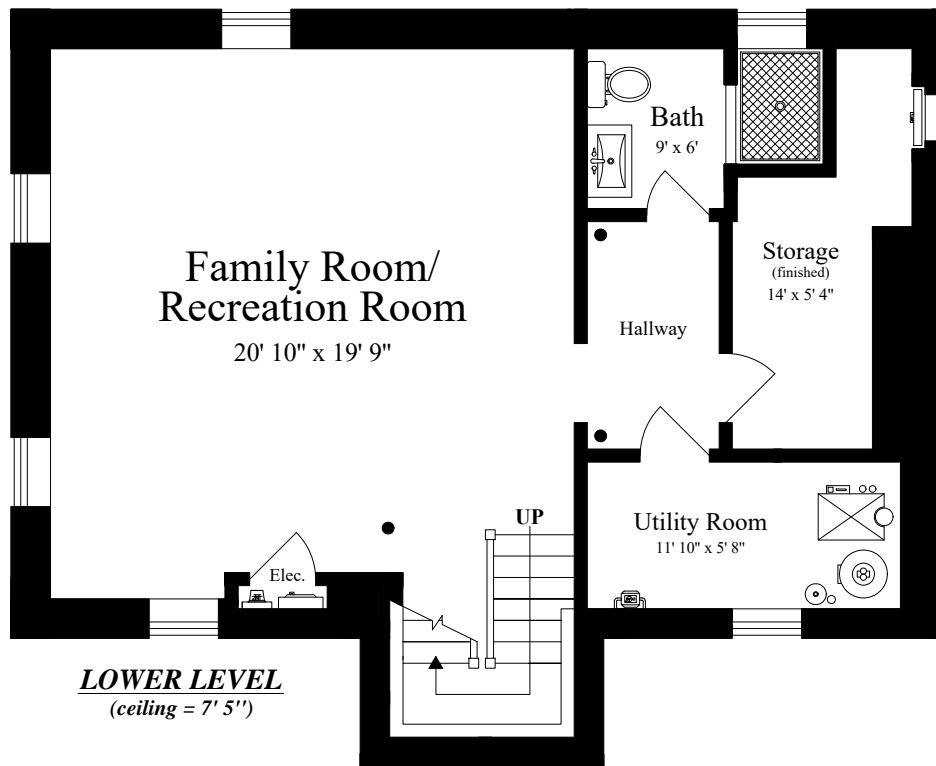 Bath
9' x 6'
Family Room/
Recreation Room
20' 10" x 19' 9"
Storage
(finished)
14' x 5' 4"
Hallway
UP
Utility Room
11' 10" x 5' 8"
Elec.
LOWER LEVEL
(ceiling = 7' 5")